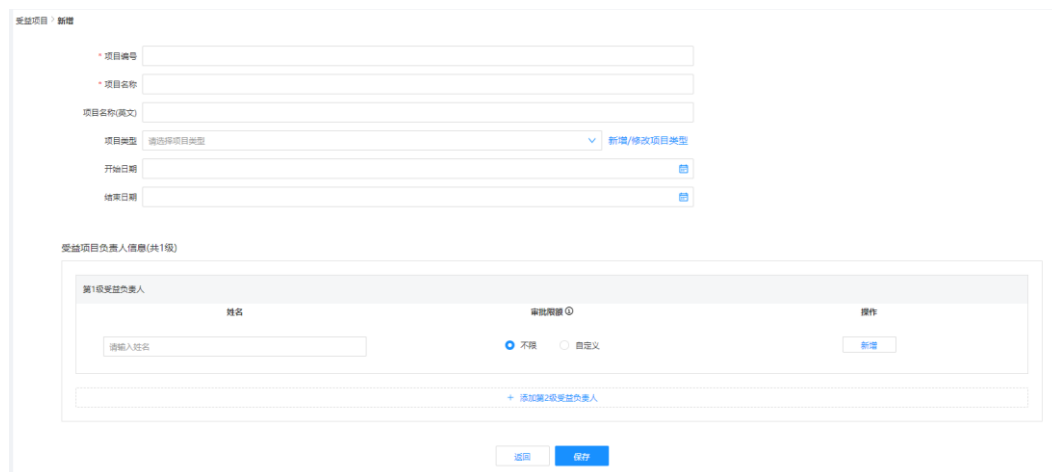 受益项目 > 新增
* 项目编号
* 项目名称
项目名称(英文)
项目类型 请选择项目类型 新增/修改项目类型
开始日期
结束日期
受益项目负责人信息(共1级)
第1级受益负责人
姓名 审批限额 操作
请输入姓名 不限 自定义 新增
+ 添加第2级受益负责人
返回 保存